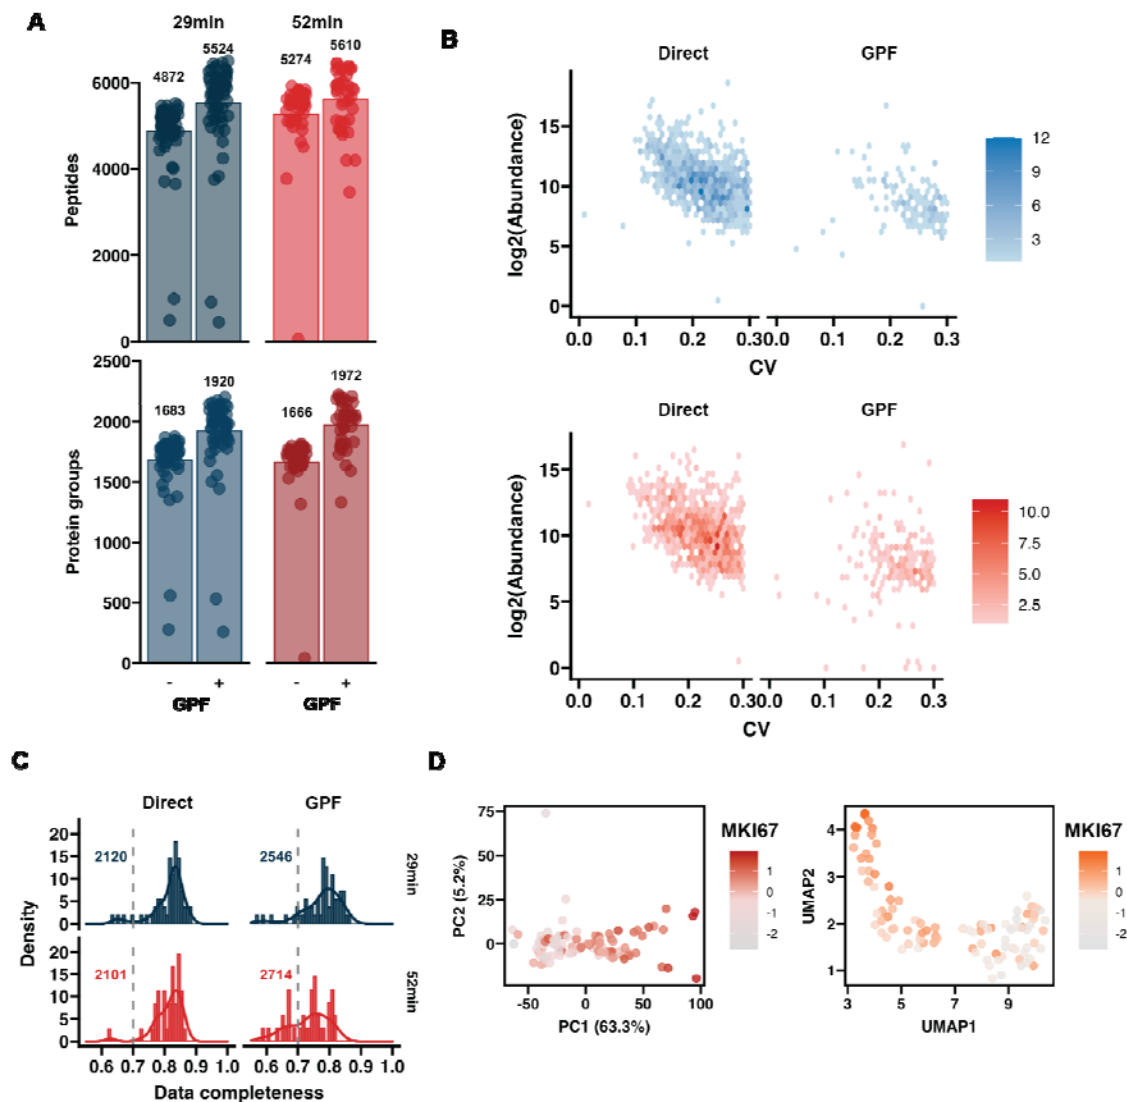 A
29min
52min
4872
5524
5274
5610
Peptides
6000
4000
2000
0
1683
1920
1666
1972
Protein groups
2500
2000
1500
1000
500
0
-
+
-
+
GPF
GPF
B
Direct
GPF
log2(Abundance)
15
10
5
0
0.0
0.1
0.2
0.30.0
0.1
0.2
0.3
CV
12
9
6
3
Direct
GPF
log2(Abundance)
15
10
5
0
0.0
0.1
0.2
0.30.0
0.1
0.2
0.3
CV
10.0
7.5
5.0
2.5
C
Direct
GPF
Density
20
15
10
5
0
2120
2546
29min
20
15
10
5
0
2101
2714
52min
0.6 0.7 0.8 0.9 1.0
0.6 0.7 0.8 0.9 1.0
Data completeness
D
PC2 (5.2%)
75
50
25
0
-50
0
50
100
PC1 (63.3%)
MKI67
1
0
-1
-2
UMAP2
4
3
2
1
3
5
7
9
UMAP1
MKI67
1
0
-1
-2